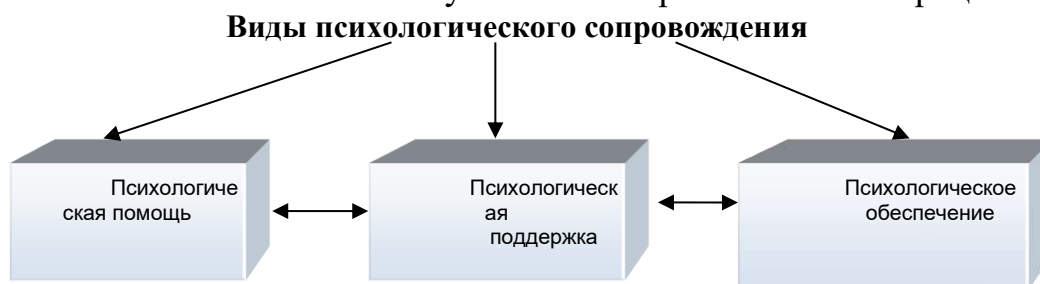 Виды психологического сопровождения
Психологиче
ская помощь
Психологическ
ая
поддержка
Психологическое
обеспечение